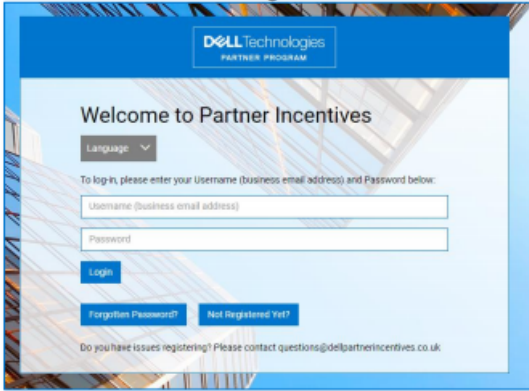 DELLTechnologies
PARTNER PROGRAM
Welcome to Partner Incentives
Language
To log-in, please enter your Username (business email address) and Password below:
Username (business email address)
Password
Login
Forgotten Password? Not Registered Yet?
Do you have issues registering? Please contact questions@dellpartnerincentives.co.uk